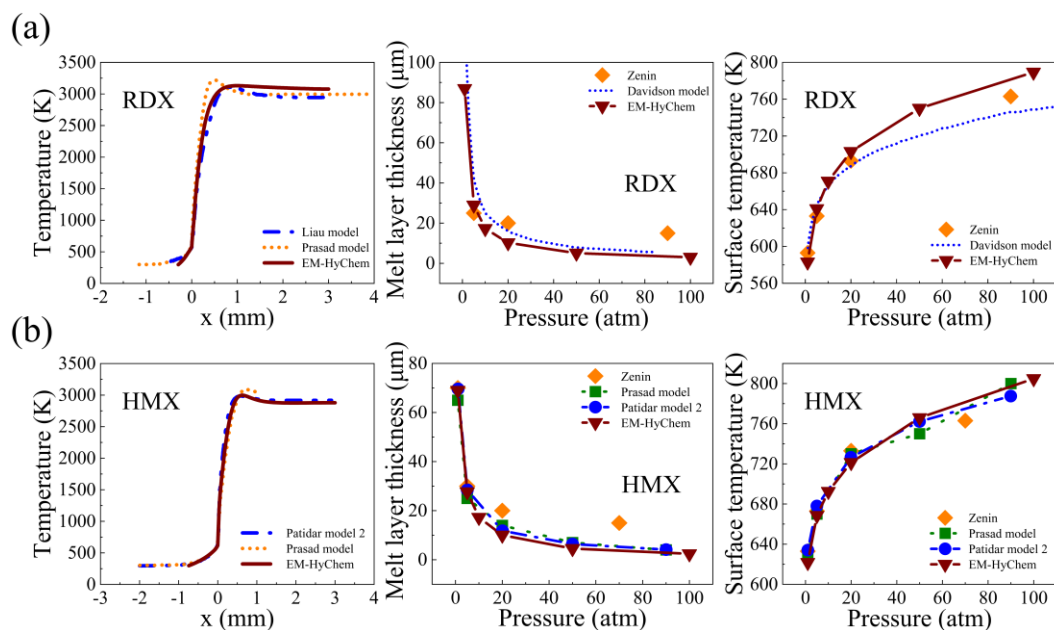 (a)
3500
3000
2500
2000
1500
1000
500
0
Temperature (K)
RDX
Liau model
Prasad model
EM-HyChem
-2 -1 0 1 2 3 4
x (mm)
100
80
60
40
20
0
Melt layer thickness (μm)
Zenin
Davidson model
EM-HyChem
RDX
0 20 40 60 80 100
Pressure (atm)
800
760
720
680
640
600
560
Surface temperature (K)
RDX
Zenin
Davidson model
EM-HyChem
0 20 40 60 80 100
Pressure (atm)
(b)
3500
3000
2500
2000
1500
1000
500
0
Temperature (K)
HMX
Patidar model 2
Prasad model
EM-HyChem
-3 -2 -1 0 1 2 3 4
x (mm)
80
60
40
20
0
Melt layer thickness (μm)
Zenin
Prasad model
Patidar model 2
EM-HyChem
HMX
0 20 40 60 80 100
Pressure (atm)
800
760
720
680
640
600
Surface temperature (K)
HMX
Zenin
Prasad model
Patidar model 2
EM-HyChem
0 20 40 60 80 100
Pressure (atm)